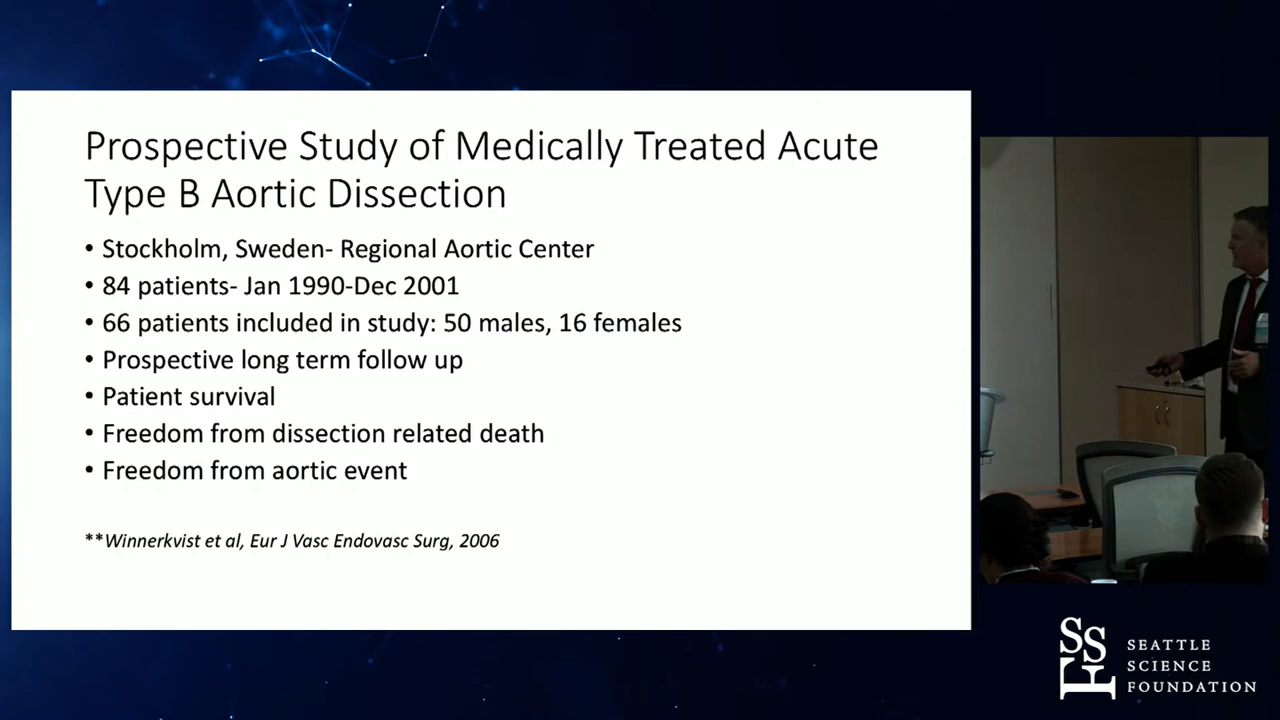 Prospective Study of Medically Treated Acute
Type B Aortic Dissection
• Stockholm, Sweden- Regional Aortic Center
• 84 patients- Jan 1990-Dec 2001
• 66 patients included in study: 50 males, 16 females
• Prospective long term follow up
• Patient survival
• Freedom from dissection related death
• Freedom from aortic event
**Winnerkvist et al, Eur J Vasc Endovasc Surg, 2006
SSF
SEATTLE
SCIENCE
FOUNDATION